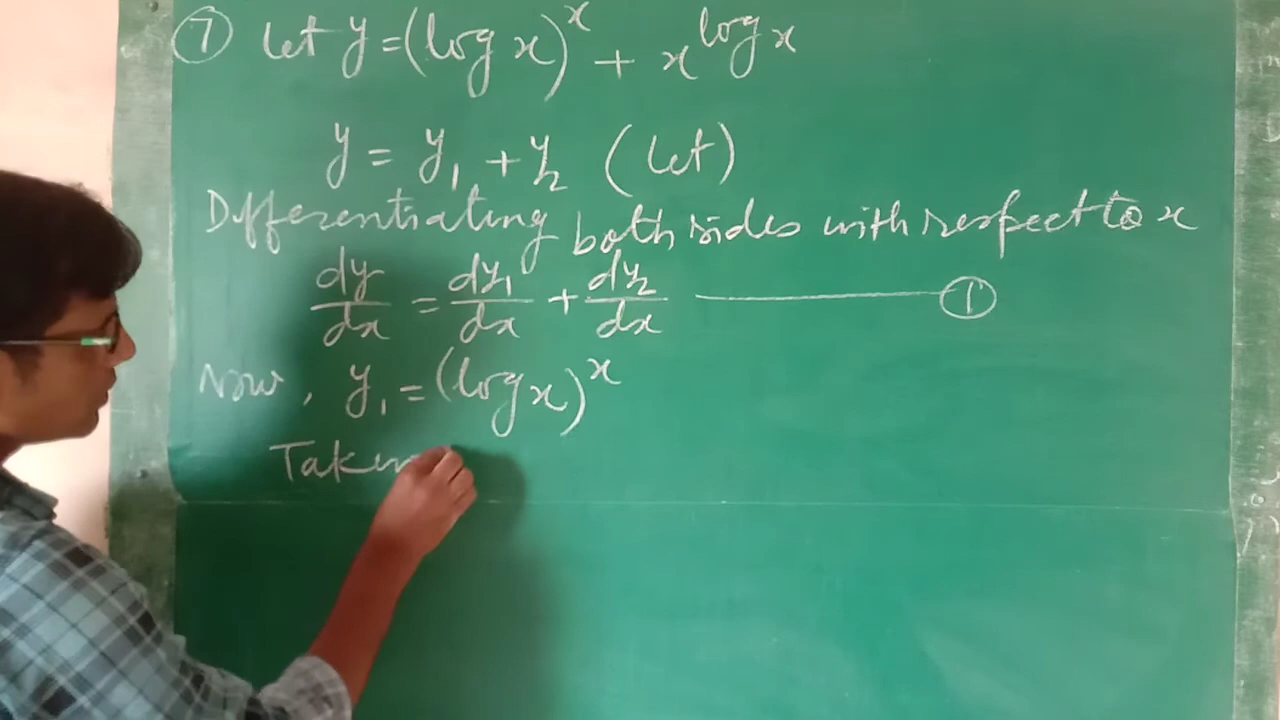 ⑦ Let y = (log x)^x + x^log x
y = y₁ + y₂ (Let)
Differentiating both sides with respect to x
dy/dx = dy₁/dx + dy₂/dx ——— ①
Now, y₁ = (log x)^x
Takin